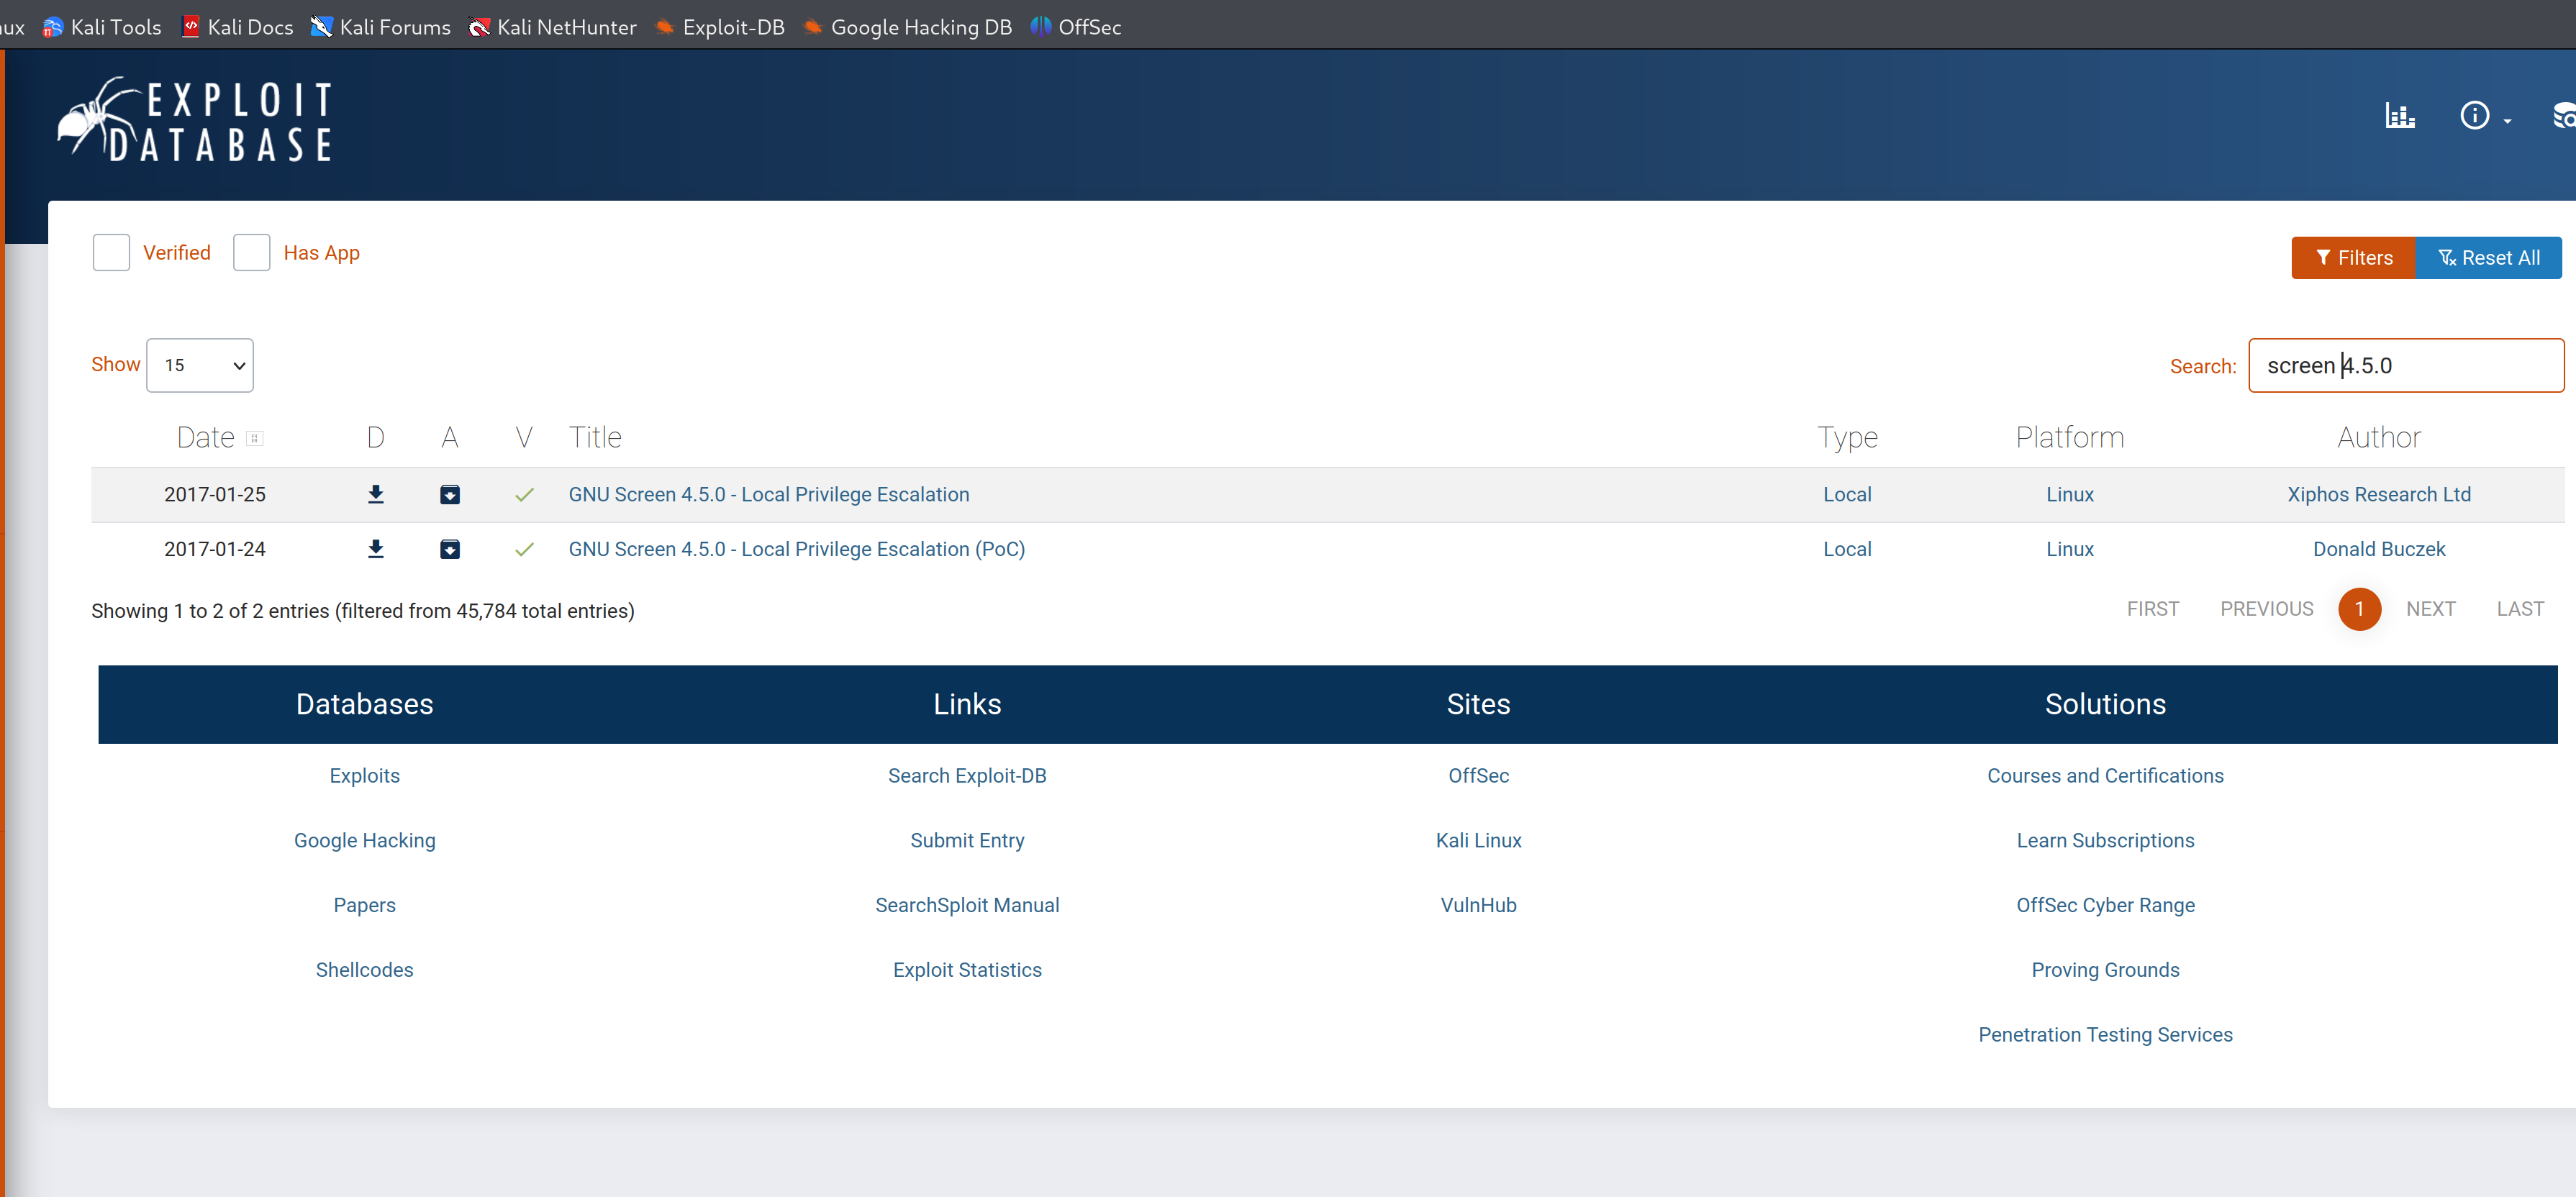 Kali Tools Kali Docs Kali Forums Kali NetHunter Exploit-DB Google Hacking DB OffSec
EXPLOIT
DATABASE
Verified Has App
Filters Reset All
Show 15 Search: screen 4.5.0
Date D A V Title Type Platform Author
2017-01-25 GNU Screen 4.5.0 - Local Privilege Escalation Local Linux Xiphos Research Ltd
2017-01-24 GNU Screen 4.5.0 - Local Privilege Escalation (PoC) Local Linux Donald Buczek
Showing 1 to 2 of 2 entries (filtered from 45,784 total entries) FIRST PREVIOUS 1 NEXT LAST
Databases Links Sites Solutions
Exploits Search Exploit-DB OffSec Courses and Certifications
Google Hacking Submit Entry Kali Linux Learn Subscriptions
Papers SearchSploit Manual VulnHub OffSec Cyber Range
Shellcodes Exploit Statistics Proving Grounds
Penetration Testing Services